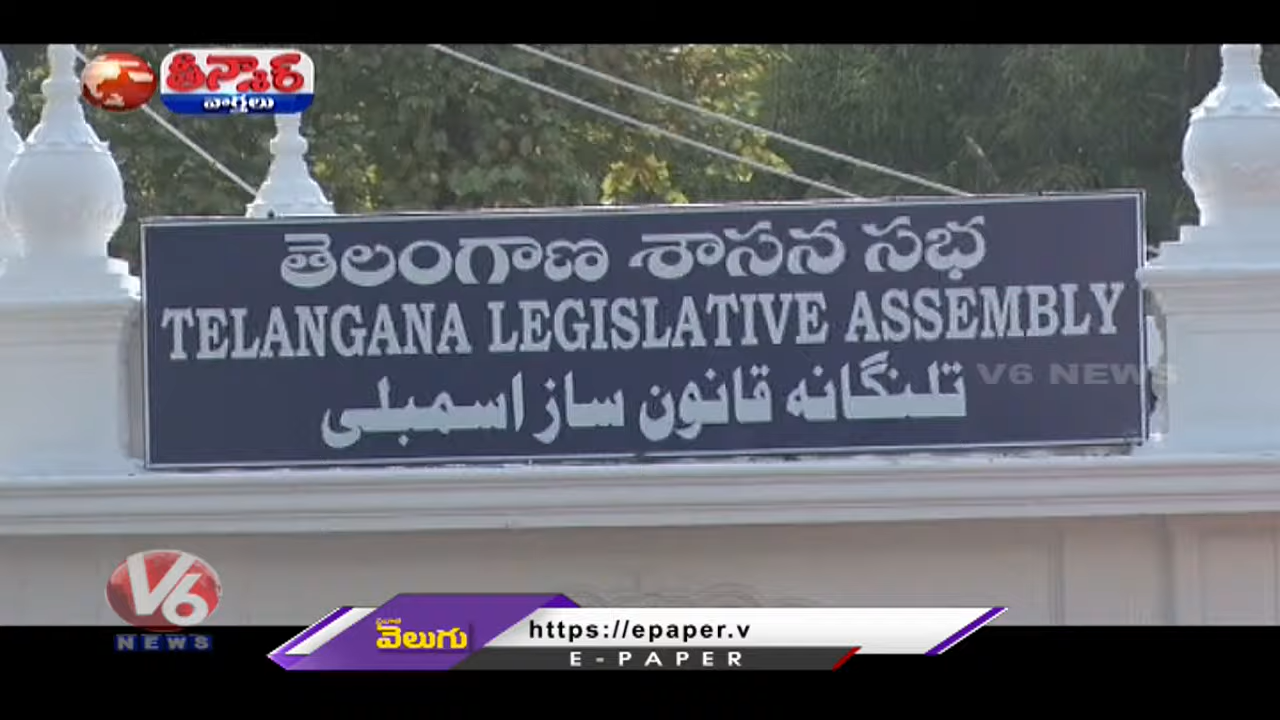 తీన్మార్
వార్తలు
తెలంగాణ శాసన సభ
TELANGANA LEGISLATIVE ASSEMBLY
تلنگانہ قانون ساز اسمبلی
V6 NEWS
V6
NEWS
వెలుగు
https://epaper.v
E-PAPER